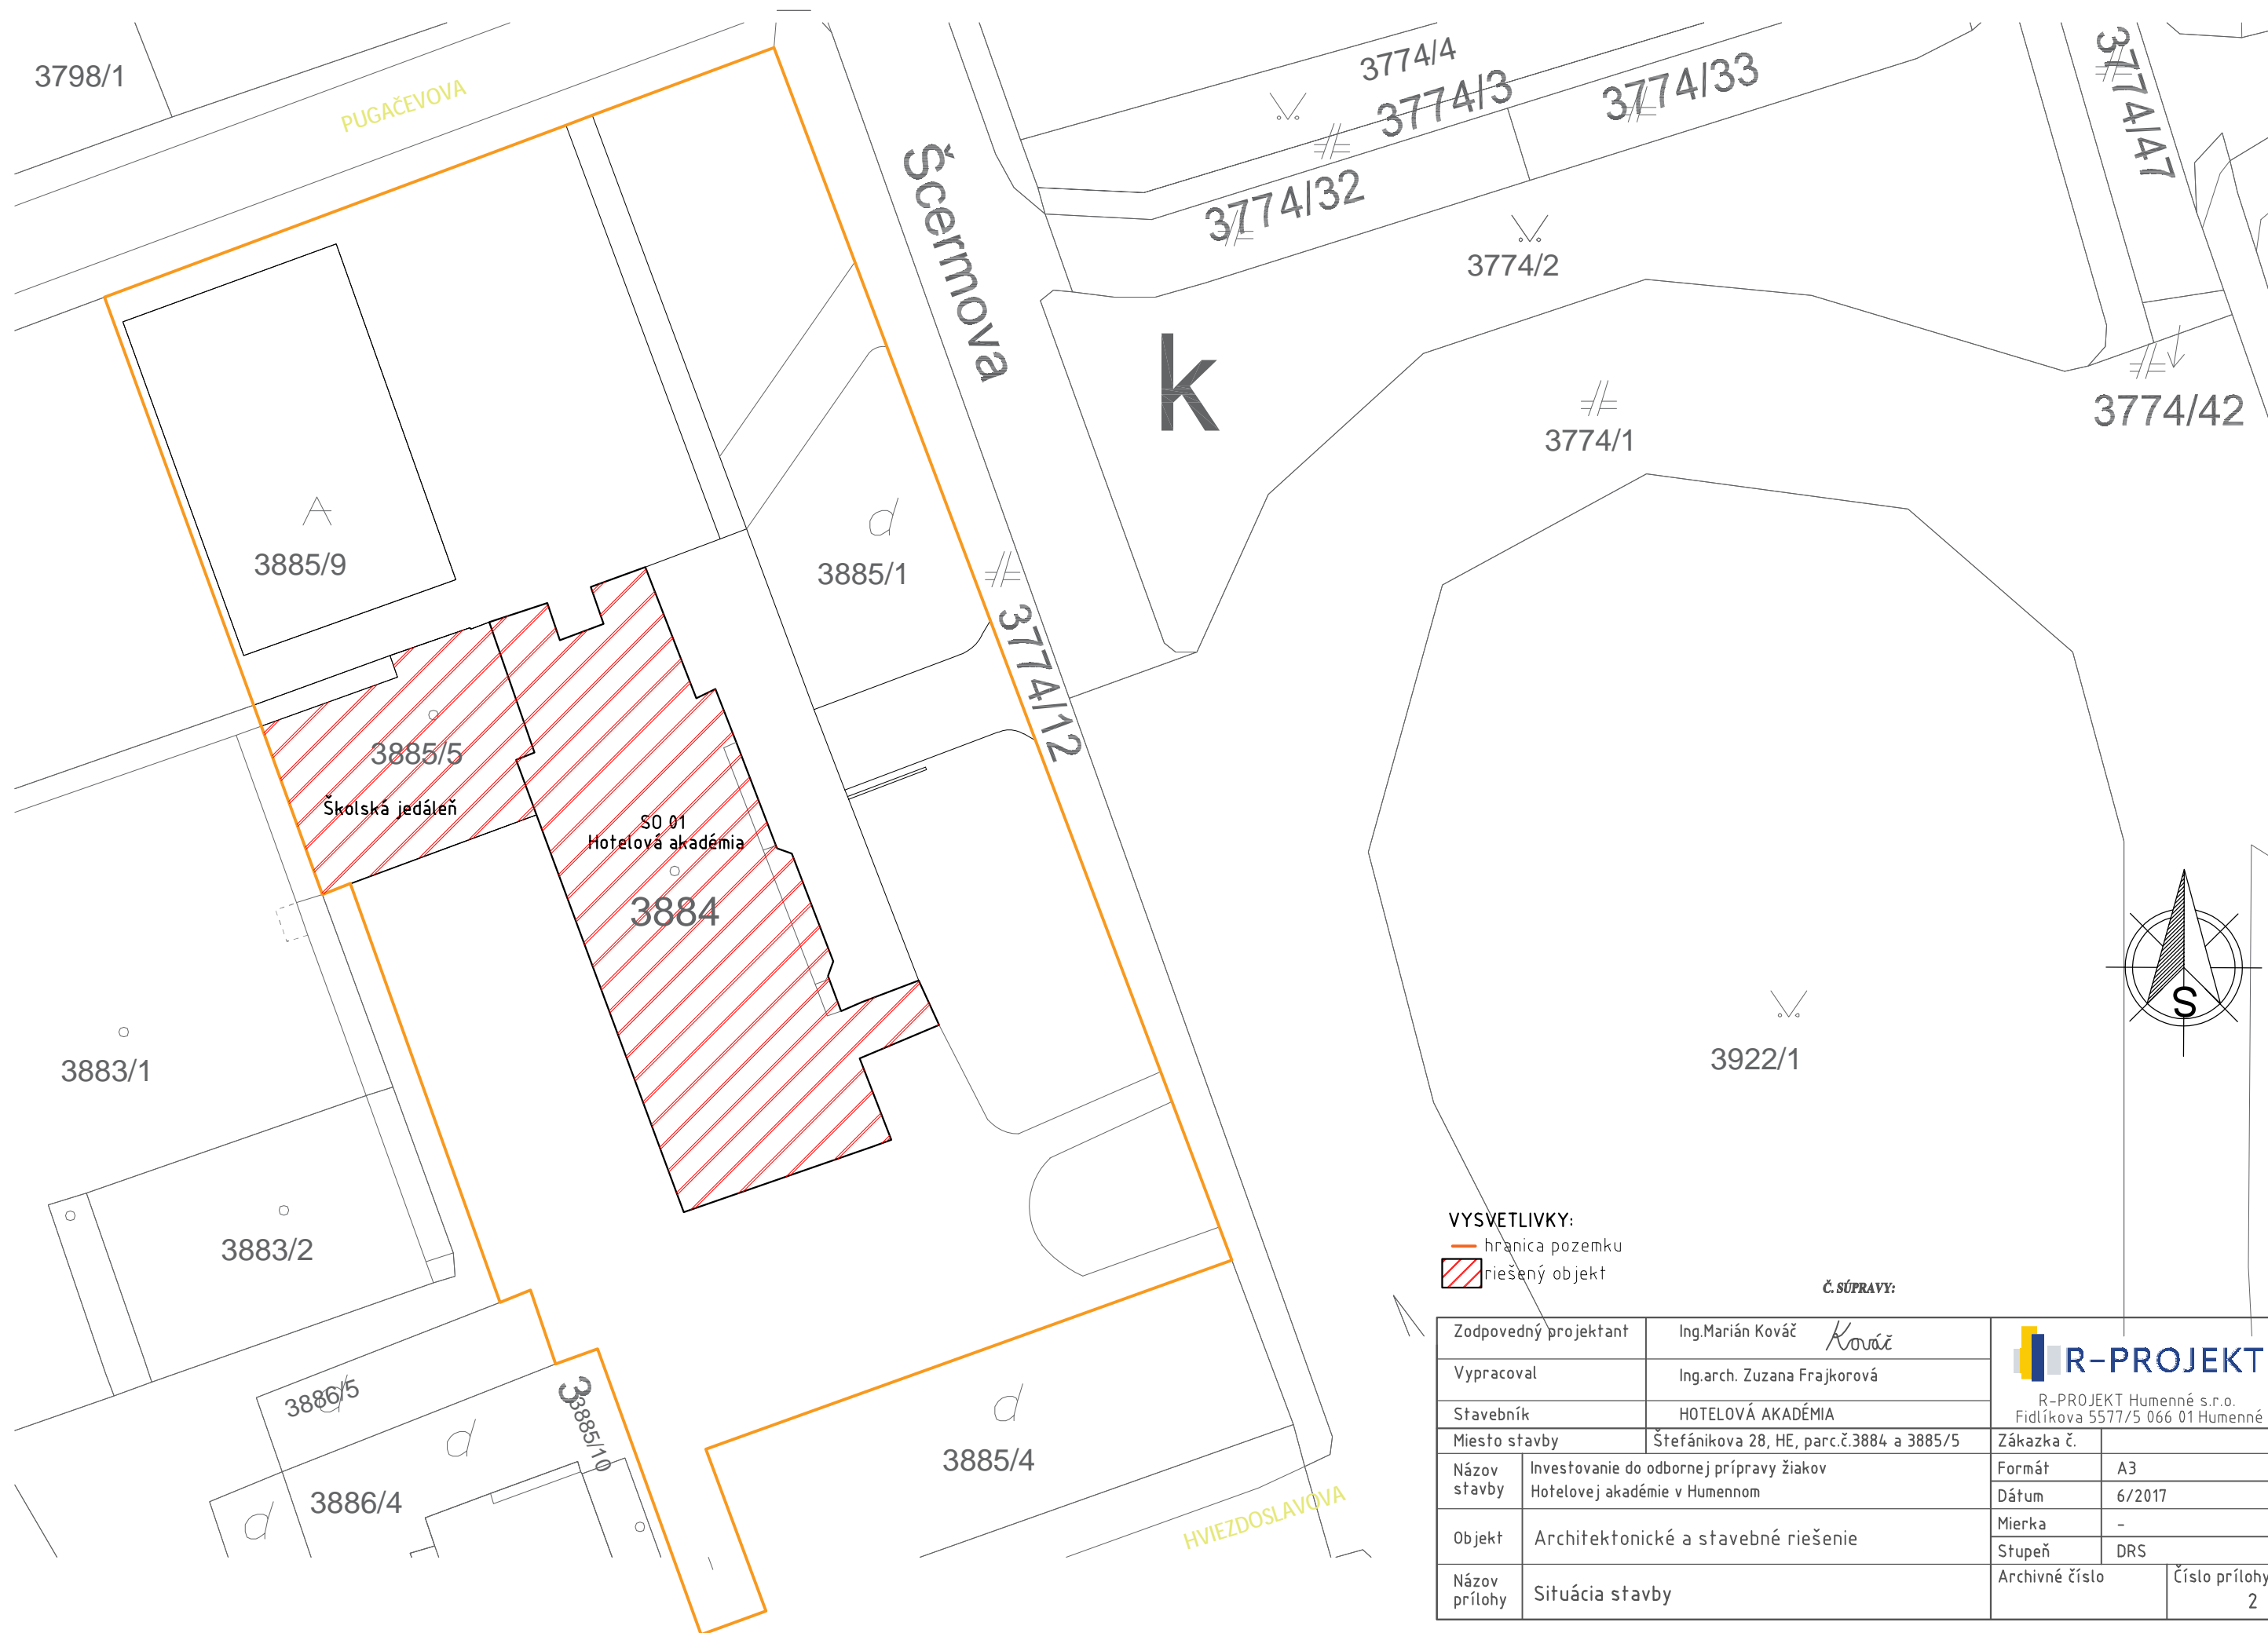 3798/1
PUGAČEVOVA
Ščermova
3774/4
3774/3
3774/33
3774/32
3774/47
3774/2
k
3774/1
3774/42
3885/9
3885/1
3774/12
3885/5
Školská jedáleň
SO 01
Hotelová akadémia
3884
3922/1
S
3883/1
3883/2
3886/5
3
3885/10
3886/4
3885/4
HVIEZDOSLAVOVA
VYSVETLIVKY:
hranica pozemku
riešený objekt
Č. SÚPRAVY:
Zodpovedný projektant Ing.Marián Kováč Kováč
Vypracoval Ing.arch. Zuzana Frajkorová
Stavebník HOTELOVÁ AKADÉMIA
Miesto stavby Štefánikova 28, HE, parc.č.3884 a 3885/5
Názov stavby Investovanie do odbornej prípravy žiakov
Hotelovej akadémie v Humennom
Objekt Architektonické a stavebné riešenie
Názov prílohy Situácia stavby
R-PROJEKT
R-PROJEKT Humenné s.r.o.
Fidlíkova 5577/5 066 01 Humenné
Zákazka č.
Formát A3
Dátum 6/2017
Mierka -
Stupeň DRS
Archivné číslo
Číslo prílohy
2